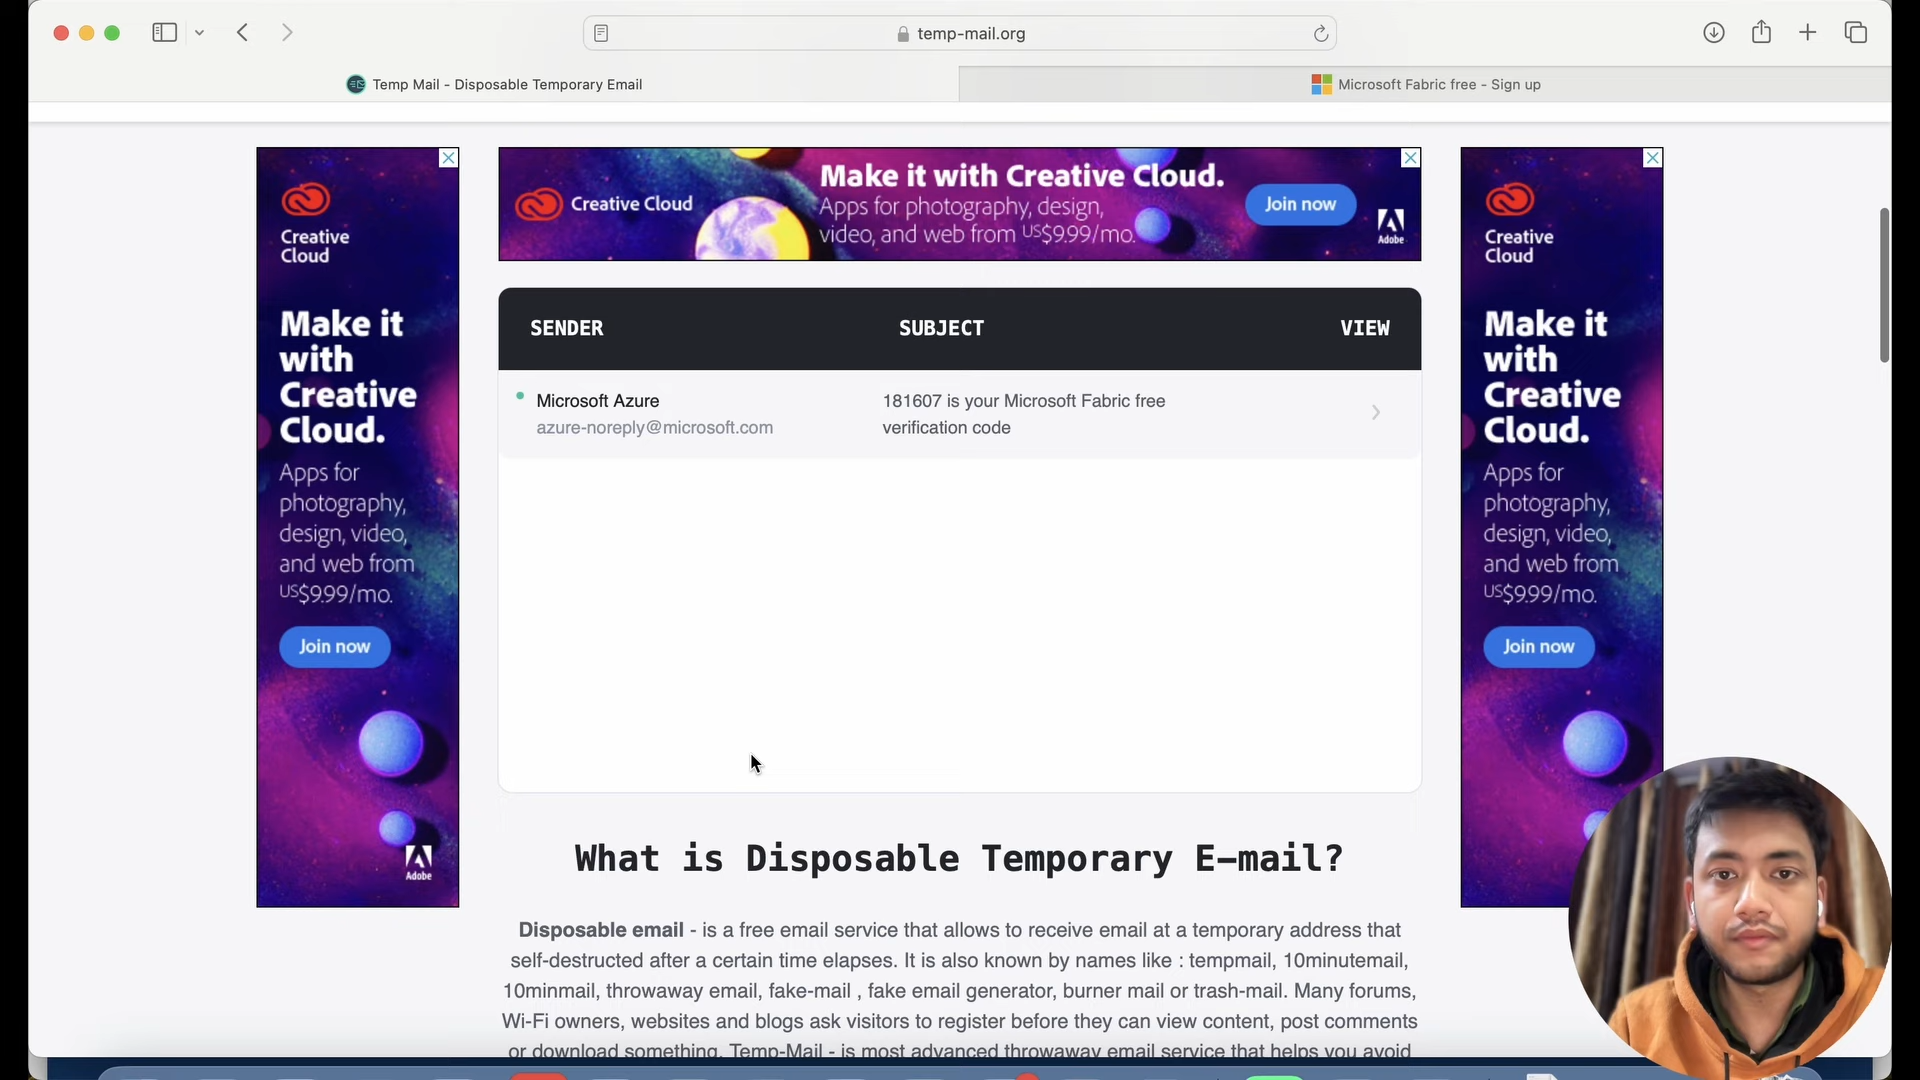 temp-mail.org
Temp Mail - Disposable Temporary Email
Microsoft Fabric free - Sign up
Creative
Cloud
Make it
with
Creative
Cloud.
Apps for
photography,
design, video,
and web from
US$9.99/mo.
Join now
Adobe
Creative Cloud
Make it with Creative Cloud.
Apps for photography, design,
video, and web from US$9.99/mo.
Join now
Adobe
SENDER SUBJECT VIEW
Microsoft Azure
azure-noreply@microsoft.com
181607 is your Microsoft Fabric free
verification code
Creative
Cloud
Make it
with
Creative
Cloud.
Apps for
photography,
design, video,
and web from
US$9.99/mo.
Join now
What is Disposable Temporary E-mail?
Disposable email - is a free email service that allows to receive email at a temporary address that
self-destructed after a certain time elapses. It is also known by names like : tempmail, 10minutemail,
10minmail, throwaway email, fake-mail , fake email generator, burner mail or trash-mail. Many forums,
Wi-Fi owners, websites and blogs ask visitors to register before they can view content, post comments
or download something. Temp-Mail - is most advanced throwaway email service that helps you avoid